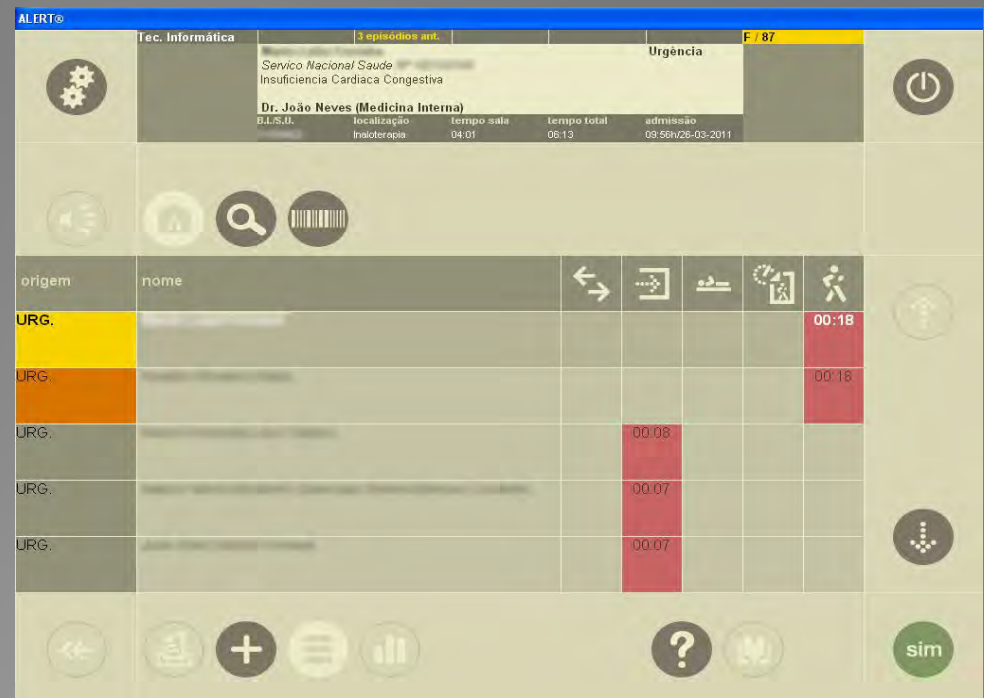 ALERT®
Tec. Informática 3 episódios ant. F / 87
Urgência
Servico Nacional Saude
Insuficiencia Cardiaca Congestiva
Dr. João Neves (Medicina Interna)
B.I./S.U. localização tempo sala tempo total admissão
Inaloterapia 04:01 06:13 09:56h/26-03-2011
origem nome
URG. 00:18
URG. 00:18
URG. 00:08
URG. 00:07
URG. 00:07
? sim